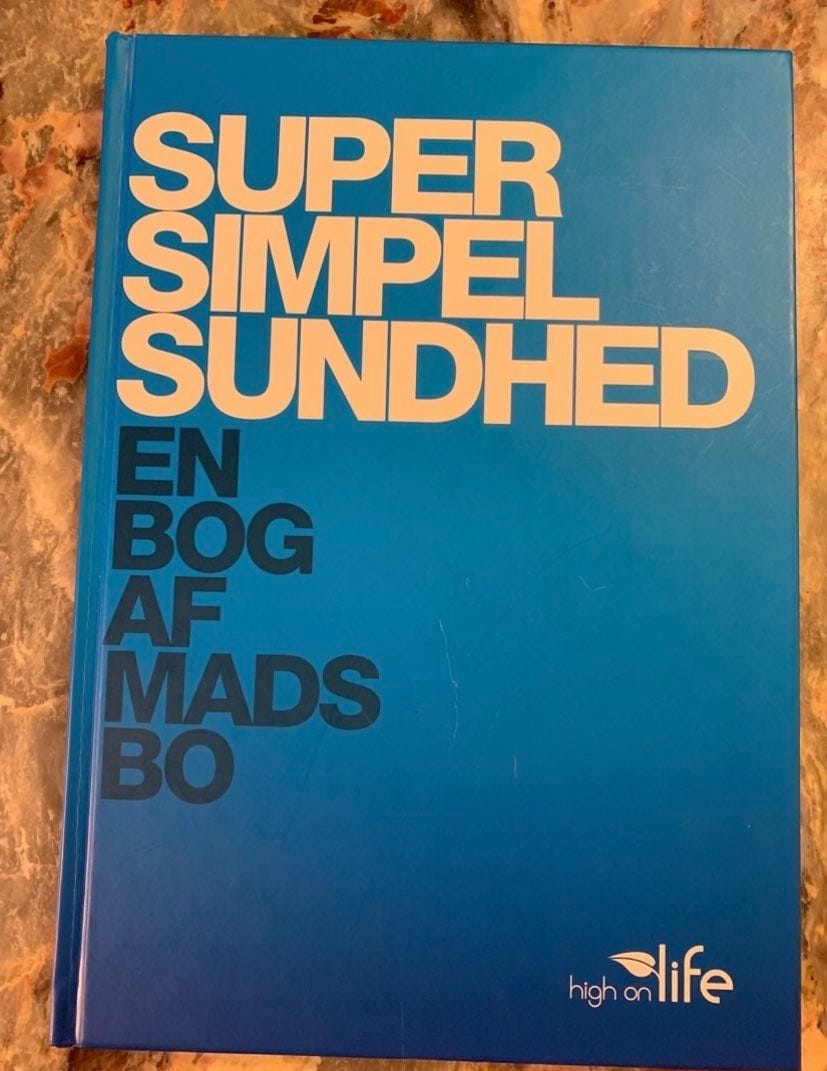 SUPER
SIMPEL
SUNDHED
EN
BOG
AF
MADS
BO
high on life